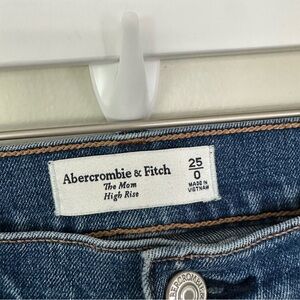 Abercrombie & Fitch
The Mom
High Rise
25
0
MADE IN
VIETNAM